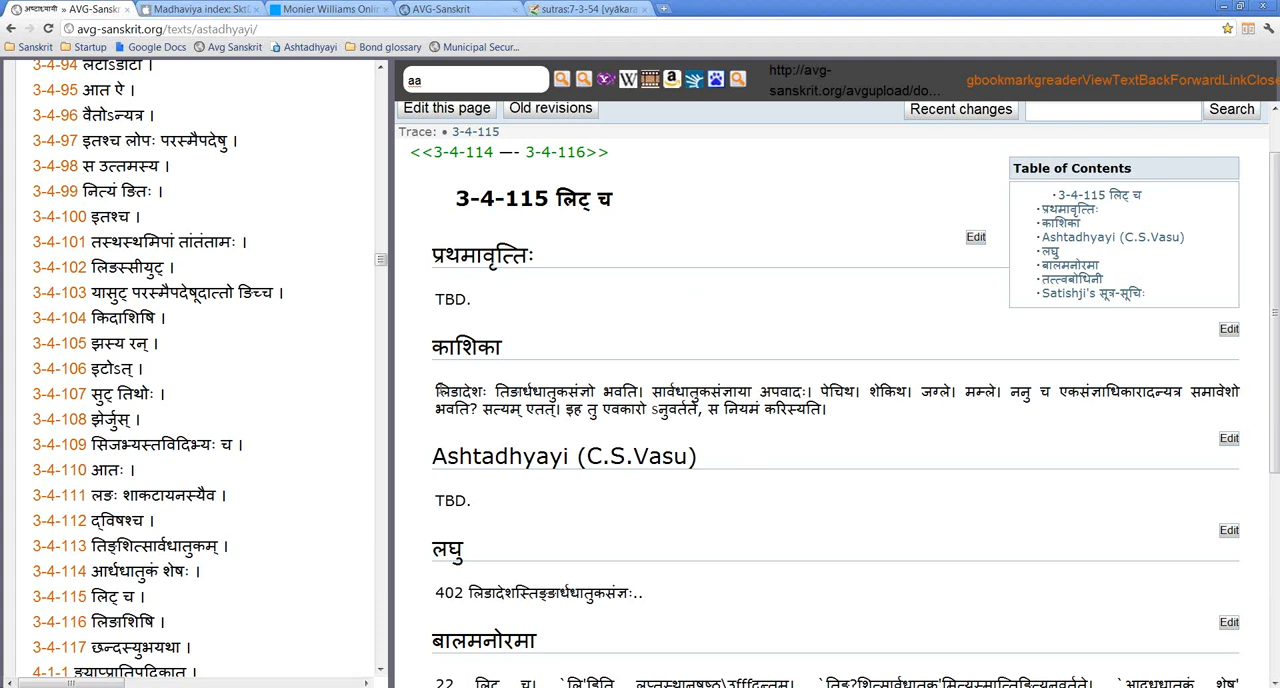 अष्टाध्यायी » AVG-Sans
Madhaviya index: Skt
Monier Williams Onli
AVG-Sanskrit
sutras:7-3-54 [vyākara
avg-sanskrit.org/texts/astadhyayi/
Sanskrit Startup Google Docs Avg Sanskrit Ashtadhyayi Bond glossary Municipal Secur...
3-4-94 लेटोऽडाटौ ।
3-4-95 आत ऐ ।
3-4-96 वैतोऽन्यत्र ।
3-4-97 इतश्च लोपः परस्मैपदेषु ।
3-4-98 स उत्तमस्य ।
3-4-99 नित्यं ङितः ।
3-4-100 इतश्च ।
3-4-101 तस्थस्थमिपां तांतंतामः ।
3-4-102 लिङस्सीयुट् ।
3-4-103 यासुट् परस्मैपदेषूदात्तो ङिच्च ।
3-4-104 किदाशिषि ।
3-4-105 झस्य रन् ।
3-4-106 इटोऽत् ।
3-4-107 सुट् तिथोः ।
3-4-108 झेर्जुस् ।
3-4-109 सिजभ्यस्तविदिभ्यः च ।
3-4-110 आतः ।
3-4-111 लङः शाकटायनस्यैव ।
3-4-112 द्विषश्च ।
3-4-113 तिङ्शित्सार्वधातुकम् ।
3-4-114 आर्धधातुकं शेषः ।
3-4-115 लिट् च ।
3-4-116 लिङाशिषि ।
3-4-117 छन्दस्युभयथा ।
4-1-1 ङ्याप्प्रातिपदिकात् ।
aa
http://avg-
sanskrit.org/avgupload/do...
gbookmarkgreaderViewTextBackForwardLinkClose
Edit this page Old revisions Recent changes Search
Trace: • 3-4-115
<<3-4-114 —- 3-4-116>>
3-4-115 लिट् च
Table of Contents
3-4-115 लिट् च
प्रथमावृत्तिः
काशिका
Ashtadhyayi (C.S.Vasu)
लघु
बालमनोरमा
तत्त्वबोधिनी
Satishji's सूत्र-सूचिः
Edit
प्रथमावृत्तिः
TBD.
Edit
काशिका
लिडादेशः तिङार्धधातुकसंज्ञो भवति। सार्वधातुकसंज्ञाया अपवादः। पेचिथ। शेकिथ। जग्ले। मम्ले। ननु च एकसंज्ञाधिकारादन्यत्र समावेशो
भवति? सत्यम् एतत्। इह तु एवकारो ऽनुवर्तते, स नियमं करिस्यति।
Edit
Ashtadhyayi (C.S.Vasu)
TBD.
Edit
लघु
402 लिडादेशस्तिङ्ङार्धधातुकसंज्ञः..
Edit
बालमनोरमा
22 लिट् च।